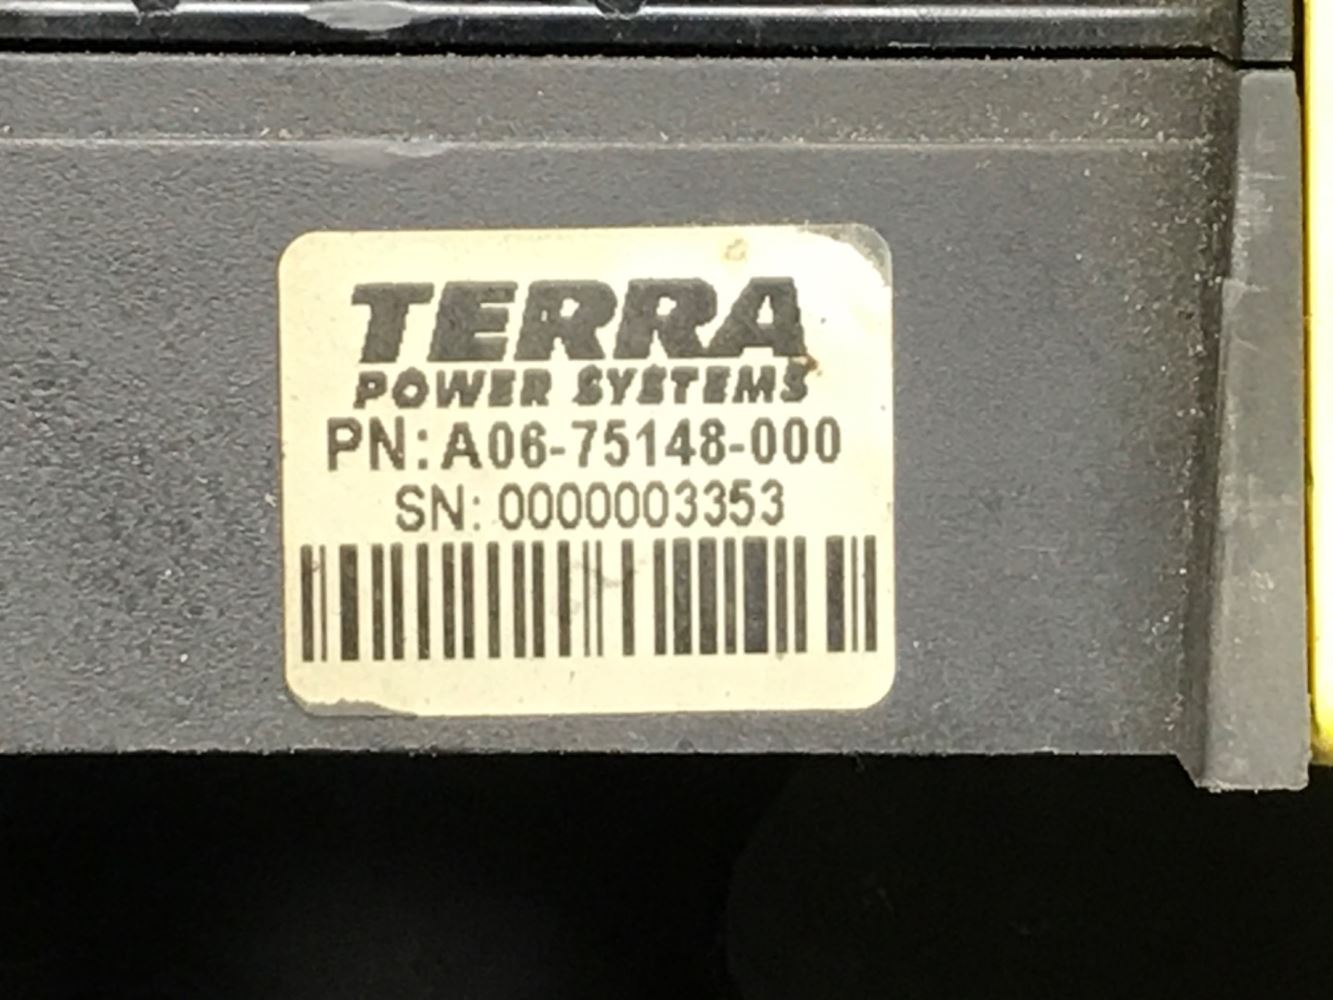 TERRA
POWER SYSTEMS
PN: A06-75148-000
SN: 0000003353